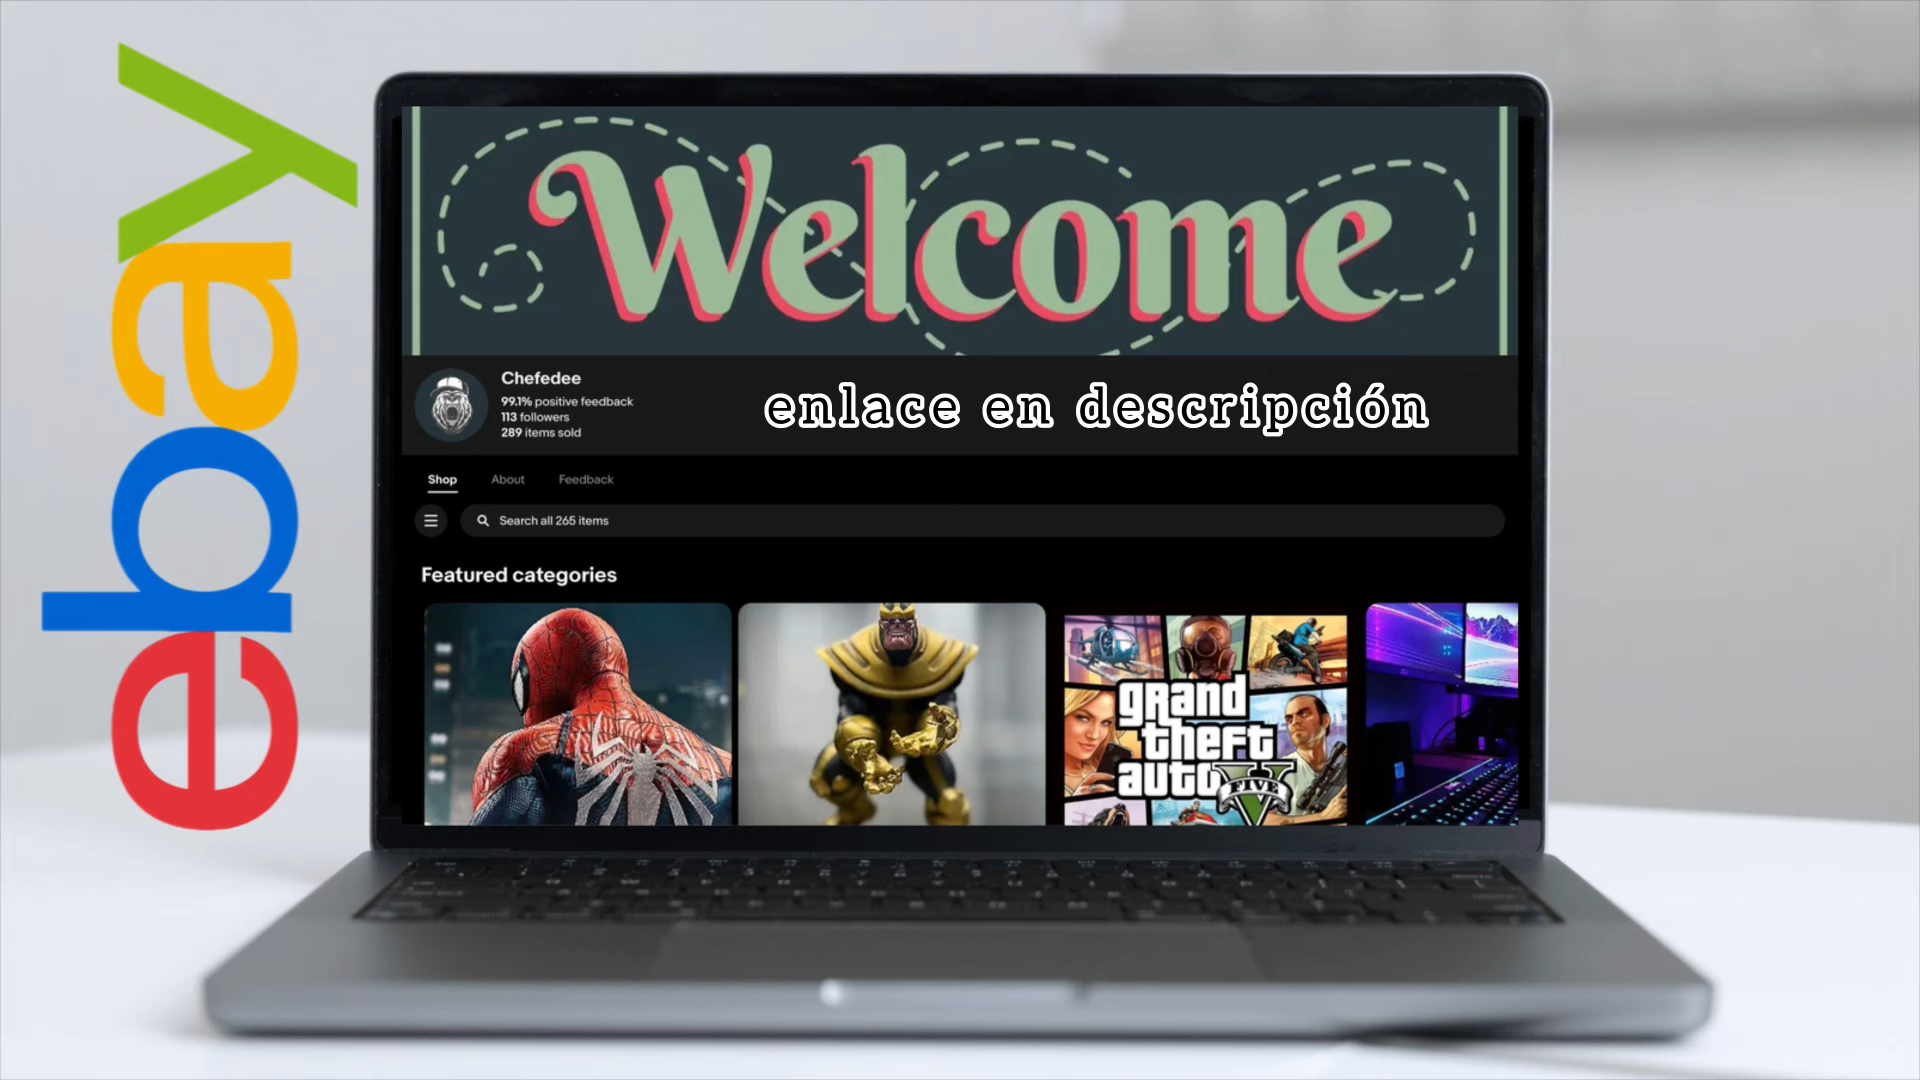 ebay
Welcome
Chefedee
99.1% positive feedback
113 followers
289 items sold
enlace en descripción
Shop About Feedback
Search all 265 items
Featured categories
grand
theft
auto
V
FIVE